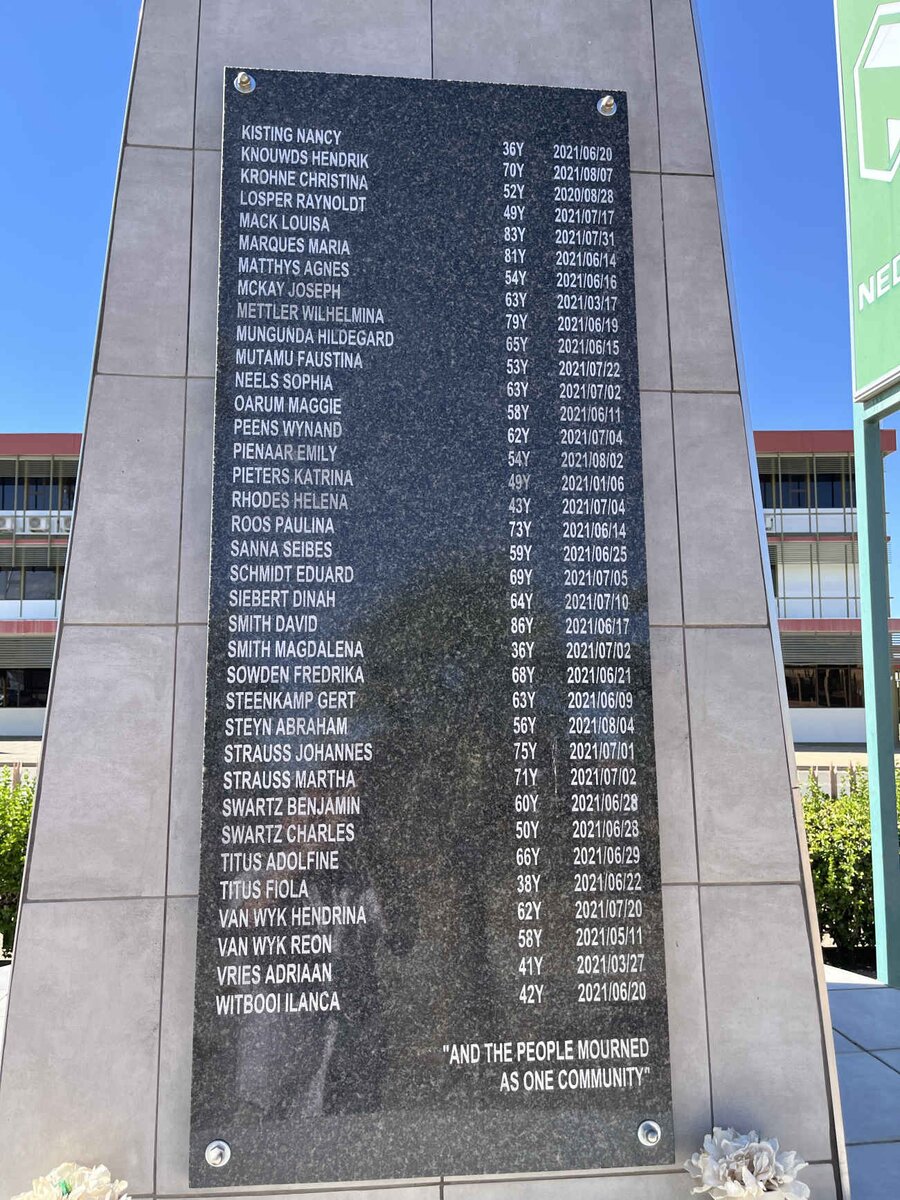 KISTING NANCY 36Y 2021/06/20
KNOUWDS HENDRIK 70Y 2021/08/07
KROHNE CHRISTINA 52Y 2020/08/28
LOSPER RAYNOLDT 49Y 2021/07/17
MACK LOUISA 83Y 2021/07/31
MARQUES MARIA 81Y 2021/06/14
MATTHYS AGNES 54Y 2021/06/16
MCKAY JOSEPH 63Y 2021/03/17
METTLER WILHELMINA 79Y 2021/06/19
MUNGUNDA HILDEGARD 65Y 2021/06/15
MUTAMU FAUSTINA 53Y 2021/07/22
NEELS SOPHIA 63Y 2021/07/02
OARUM MAGGIE 58Y 2021/06/11
PEENS WYNAND 62Y 2021/07/04
PIENAAR EMILY 54Y 2021/08/02
PIETERS KATRINA 49Y 2021/01/06
RHODES HELENA 43Y 2021/07/04
ROOS PAULINA 73Y 2021/06/14
SANNA SEIBES 59Y 2021/06/25
SCHMIDT EDUARD 69Y 2021/07/05
SIEBERT DINAH 64Y 2021/07/10
SMITH DAVID 86Y 2021/06/17
SMITH MAGDALENA 36Y 2021/07/02
SOWDEN FREDRIKA 68Y 2021/06/21
STEENKAMP GERT 63Y 2021/06/09
STEYN ABRAHAM 56Y 2021/08/04
STRAUSS JOHANNES 75Y 2021/07/01
STRAUSS MARTHA 71Y 2021/07/02
SWARTZ BENJAMIN 60Y 2021/06/28
SWARTZ CHARLES 50Y 2021/06/28
TITUS ADOLFINE 66Y 2021/06/29
TITUS FIOLA 38Y 2021/06/22
VAN WYK HENDRINA 62Y 2021/07/20
VAN WYK REON 58Y 2021/05/11
VRIES ADRIAAN 41Y 2021/03/27
WITBOOI ILANCA 42Y 2021/06/20
"AND THE PEOPLE MOURNED
AS ONE COMMUNITY"